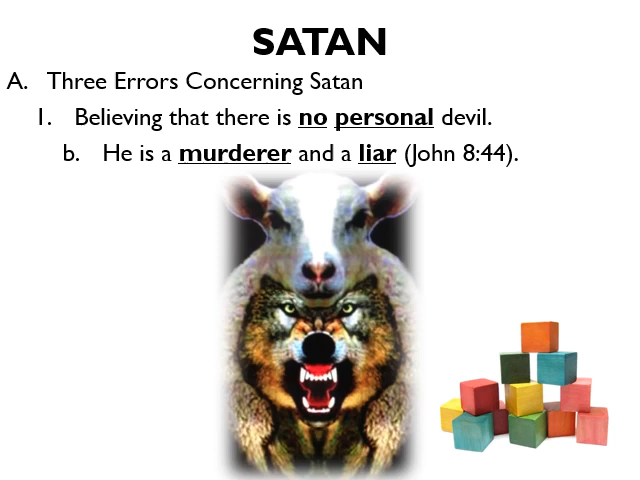 SATAN
A. Three Errors Concerning Satan
1. Believing that there is no personal devil.
b. He is a murderer and a liar (John 8:44).